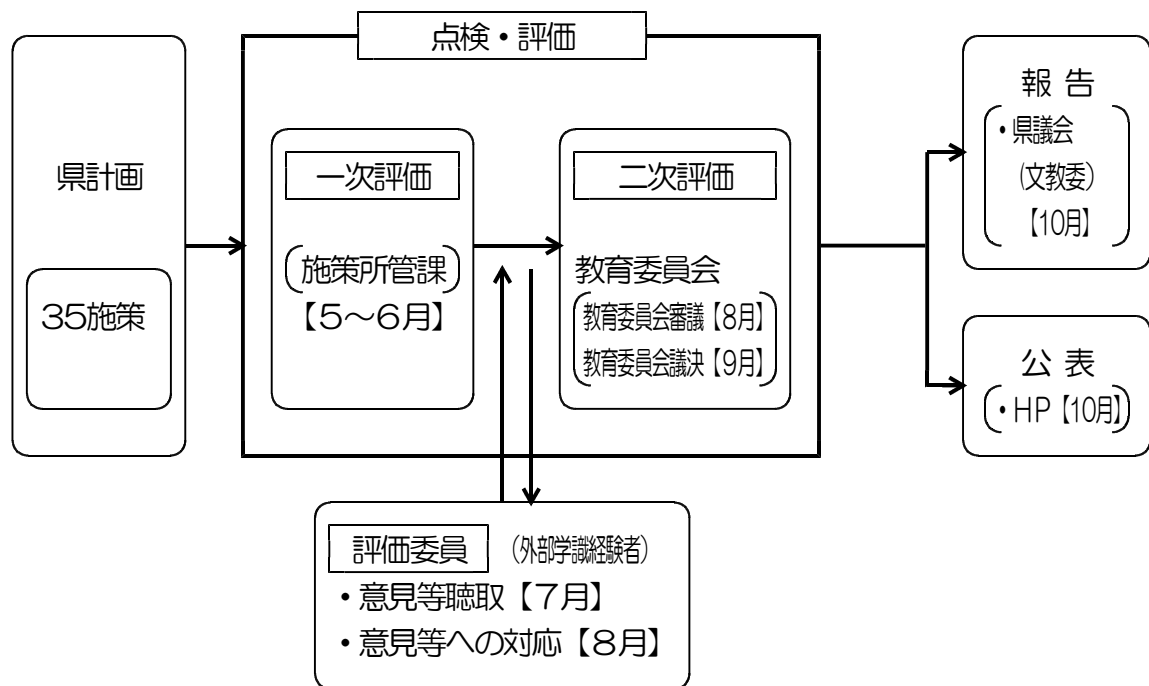 県計画
35施策
点検・評価
一次評価
施策所管課
【5〜6月】
二次評価
教育委員会
教育委員会審議【8月】
教育委員会議決【9月】
評価委員 (外部学識経験者)
・意見等聴取【7月】
・意見等への対応【8月】
報 告
・県議会
(文教委)
【10月】
公 表
・HP【10月】